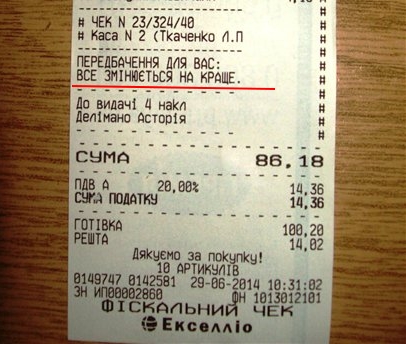 # ЧЕК N 23/324/40 #
# Каса N 2 (Ткаченко Л.П #
ПЕРЕДБАЧЕННЯ ДЛЯ ВАС: #
ВСЕ ЗМІНЮЄТЬСЯ НА КРАЩЕ. #
До видачі 4 накл #
Делімано Асторія #
СУМА 86,18
ПДВ А 20,00% 14,36
СУМА ПОДАТКУ 14,36
ГОТІВКА 100,20
РЕШТА 14,02
Дякуємо за покупку!
10 АРТИКУЛІВ
0149747 0142581 29-06-2014 10:31:02
ЗН ИП00002860 ФН 1013012101
ФІСКАЛЬНИЙ ЧЕК
Екселліо